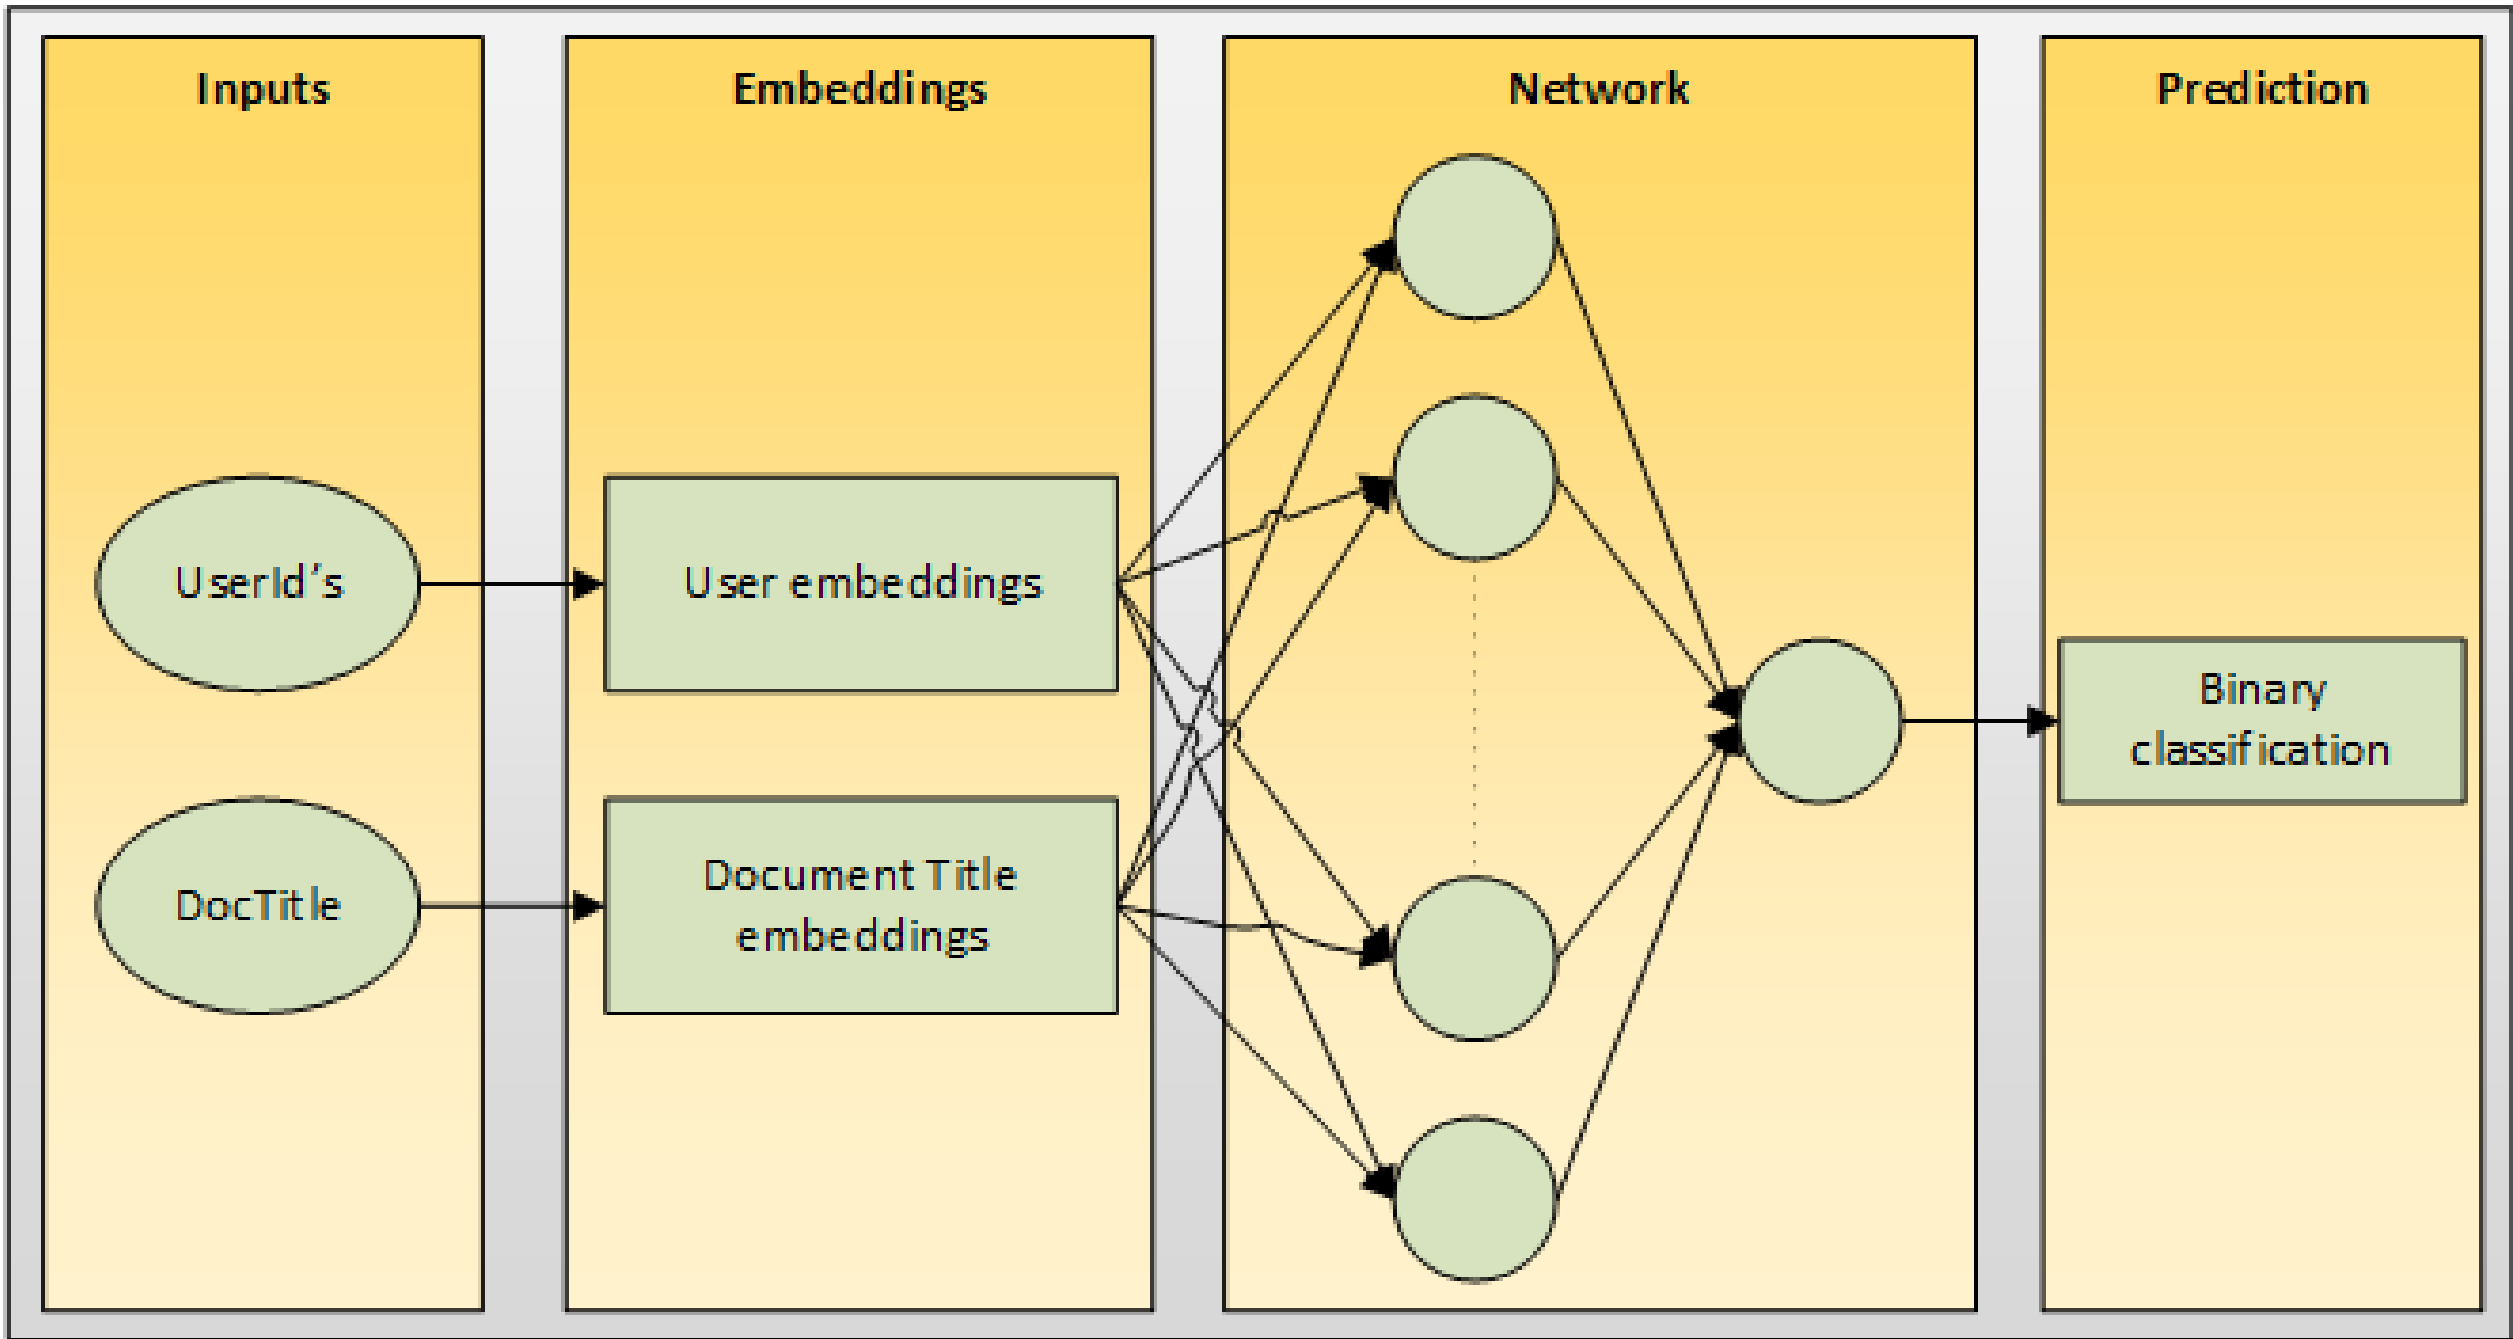 Inputs
Embeddings
Network
Prediction
UserId's
User embeddings
Binary
classification
DocTitle
Document Title
embeddings